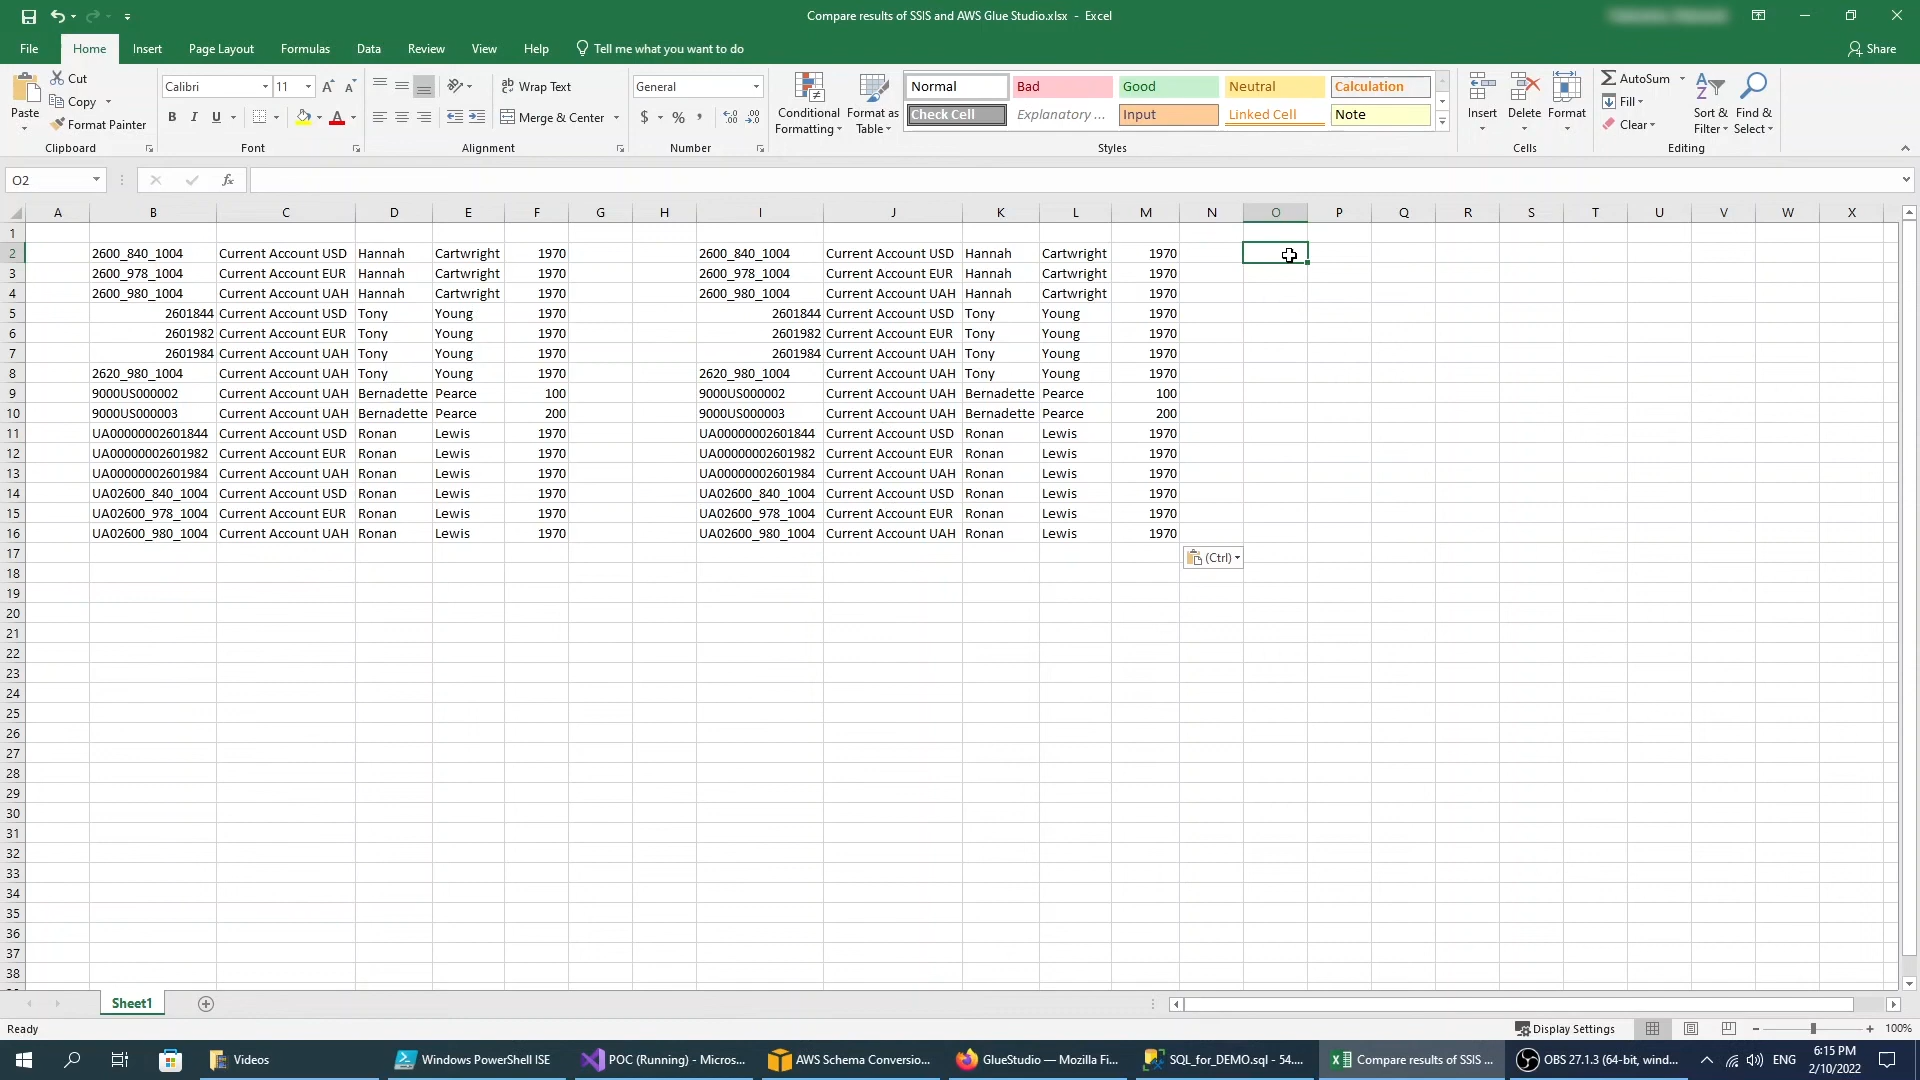 Compare results of SSIS and AWS Glue Studio.xlsx - Excel
File Home Insert Page Layout Formulas Data Review View Help Tell me what you want to do Share
Paste Cut Copy Format Painter Clipboard
Calibri 11 A A B I U A Font
Wrap Text Merge & Center Alignment
General $ % , Number
Conditional Formatting Format as Table
Normal Bad Good Neutral Calculation
Check Cell Explanatory ... Input Linked Cell Note
Styles
Insert Delete Format Cells
AutoSum Fill Clear Sort & Filter Find & Select Editing
O2 fx
A B C D E F G H I J K L M N O P Q R S T U V W X
1
2 2600_840_1004 Current Account USD Hannah Cartwright 1970 2600_840_1004 Current Account USD Hannah Cartwright 1970
3 2600_978_1004 Current Account EUR Hannah Cartwright 1970 2600_978_1004 Current Account EUR Hannah Cartwright 1970
4 2600_980_1004 Current Account UAH Hannah Cartwright 1970 2600_980_1004 Current Account UAH Hannah Cartwright 1970
5 2601844 Current Account USD Tony Young 1970 2601844 Current Account USD Tony Young 1970
6 2601982 Current Account EUR Tony Young 1970 2601982 Current Account EUR Tony Young 1970
7 2601984 Current Account UAH Tony Young 1970 2601984 Current Account UAH Tony Young 1970
8 2620_980_1004 Current Account UAH Tony Young 1970 2620_980_1004 Current Account UAH Tony Young 1970
9 9000US000002 Current Account UAH Bernadette Pearce 100 9000US000002 Current Account UAH Bernadette Pearce 100
10 9000US000003 Current Account UAH Bernadette Pearce 200 9000US000003 Current Account UAH Bernadette Pearce 200
11 UA00000002601844 Current Account USD Ronan Lewis 1970 UA00000002601844 Current Account USD Ronan Lewis 1970
12 UA00000002601982 Current Account EUR Ronan Lewis 1970 UA00000002601982 Current Account EUR Ronan Lewis 1970
13 UA00000002601984 Current Account UAH Ronan Lewis 1970 UA00000002601984 Current Account UAH Ronan Lewis 1970
14 UA02600_840_1004 Current Account USD Ronan Lewis 1970 UA02600_840_1004 Current Account USD Ronan Lewis 1970
15 UA02600_978_1004 Current Account EUR Ronan Lewis 1970 UA02600_978_1004 Current Account EUR Ronan Lewis 1970
16 UA02600_980_1004 Current Account UAH Ronan Lewis 1970 UA02600_980_1004 Current Account UAH Ronan Lewis 1970
17 (Ctrl)
18
19
20
21
22
23
24
25
26
27
28
29
30
31
32
33
34
35
36
37
38
Sheet1
Ready Display Settings 100%
Videos Windows PowerShell ISE POC (Running) - Micros... AWS Schema Conversio... GlueStudio — Mozilla Fi... SQL_for_DEMO.sql - 54.... Compare results of SSIS ... OBS 27.1.3 (64-bit, wind... ENG 6:15 PM
2/10/2022